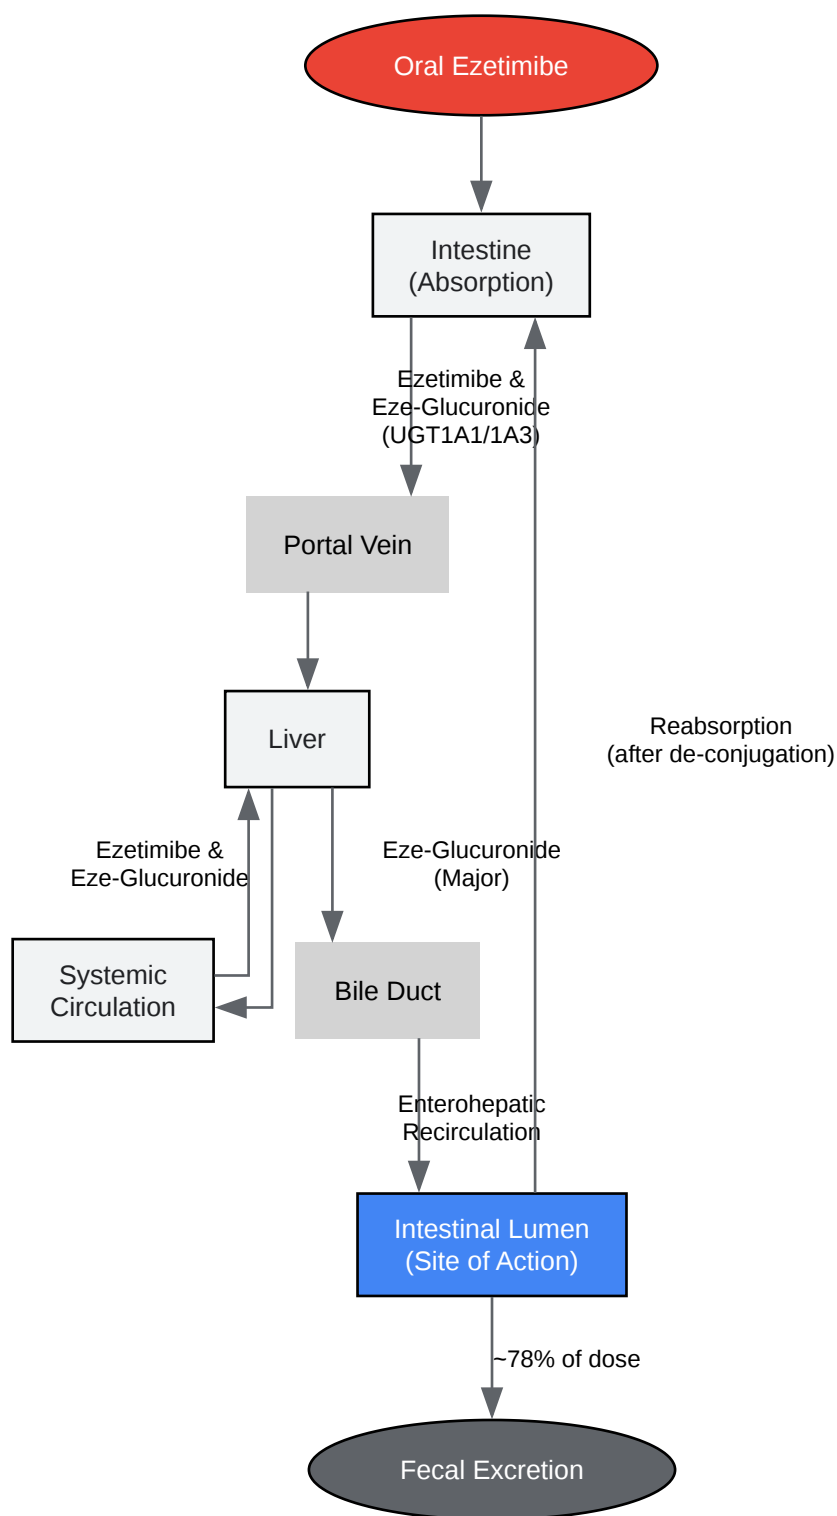 Oral Ezetimibe
Intestine
(Absorption)
Ezetimibe &
Eze-Glucuronide
(UGT1A1/1A3)
Portal Vein
Liver
Reabsorption
(after de-conjugation)
Ezetimibe &
Eze-Glucuronide
Eze-Glucuronide
(Major)
Systemic
Circulation
Bile Duct
Enterohepatic
Recirculation
Intestinal Lumen
(Site of Action)
~78% of dose
Fecal Excretion